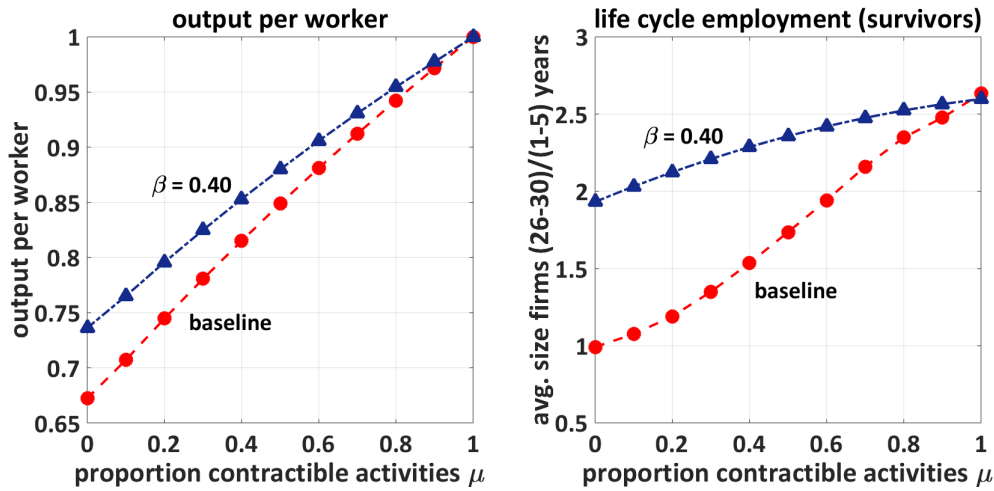 output per worker
output per worker
1
0.95
0.9
0.85
0.8
0.75
0.7
0.65
β = 0.40
baseline
0 0.2 0.4 0.6 0.8 1
proportion contractible activities μ
life cycle employment (survivors)
avg. size firms (26-30)/(1-5) years
3
2.5
2
1.5
1
0.5
β = 0.40
baseline
0 0.2 0.4 0.6 0.8 1
proportion contractible activities μ